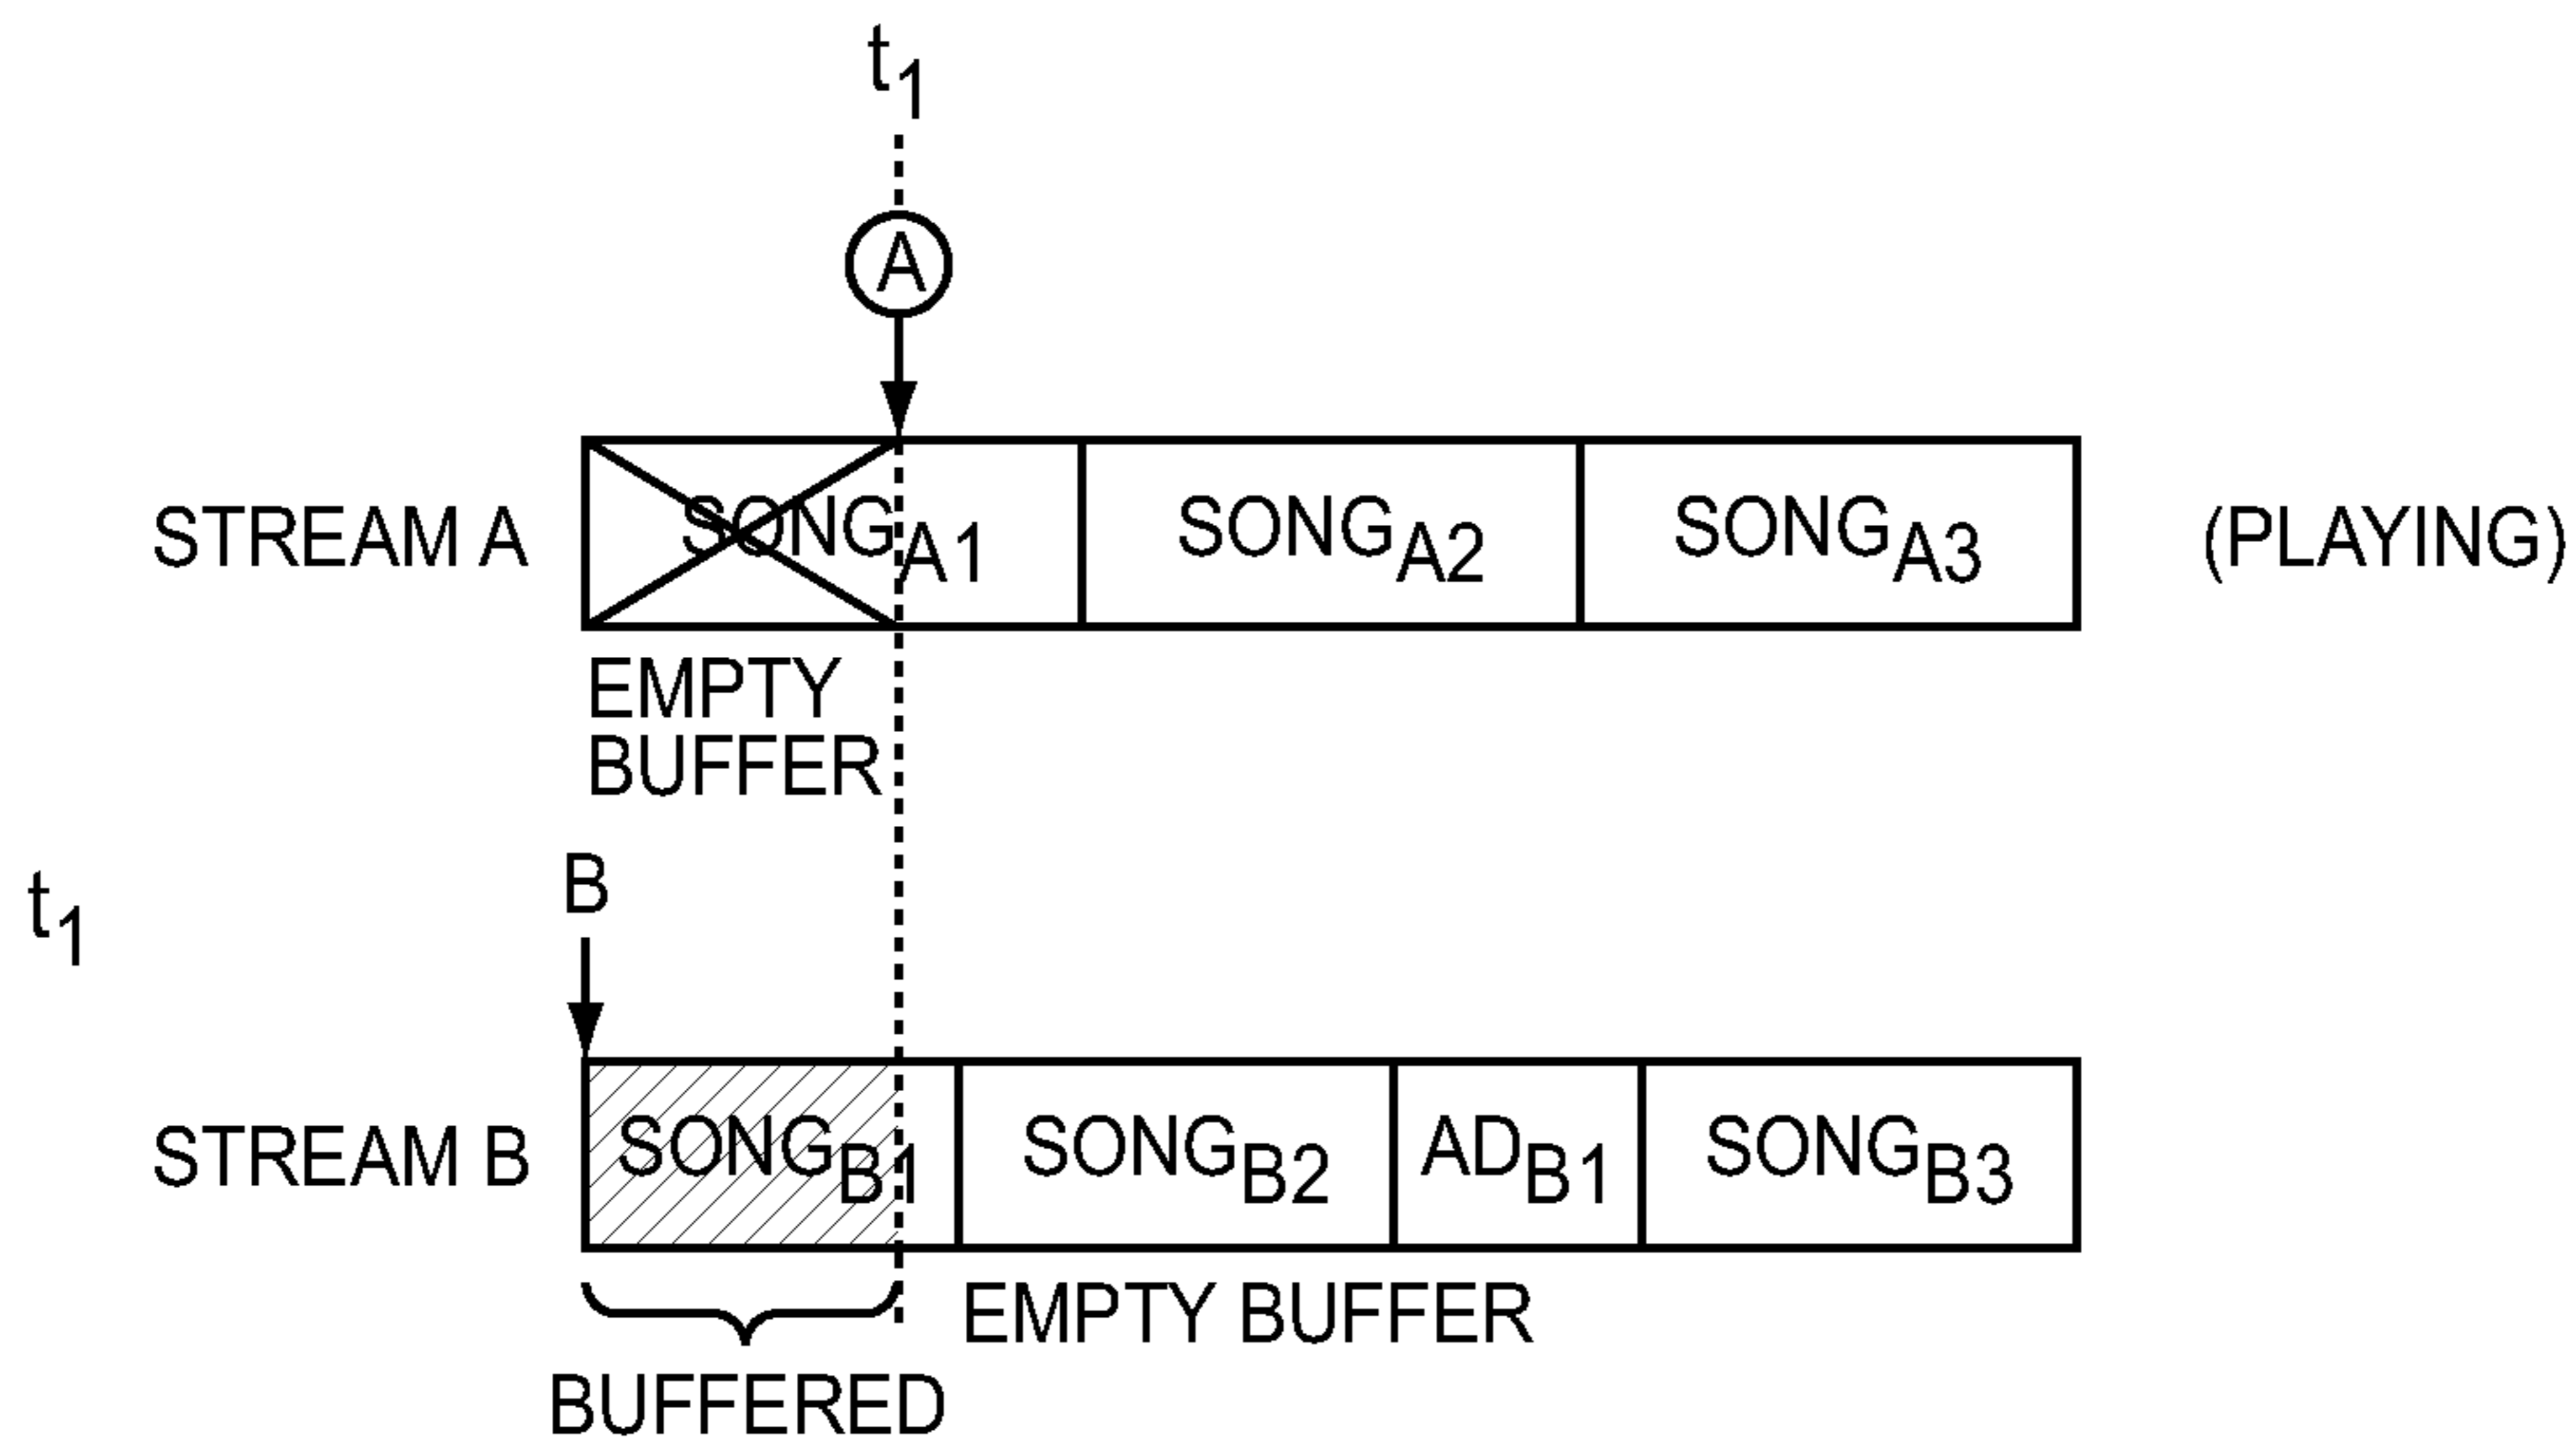 t1
A
STREAM A SONGA1 SONGA2 SONGA3 (PLAYING)
EMPTY
BUFFER
t1
B
STREAM B SONGB1 SONGB2 ADB1 SONGB3
EMPTY BUFFER
BUFFERED